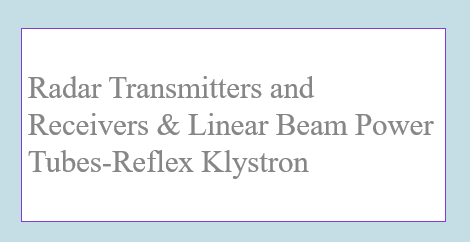 Radar Transmitters and
Receivers & Linear Beam Power
Tubes-Reflex Klystron